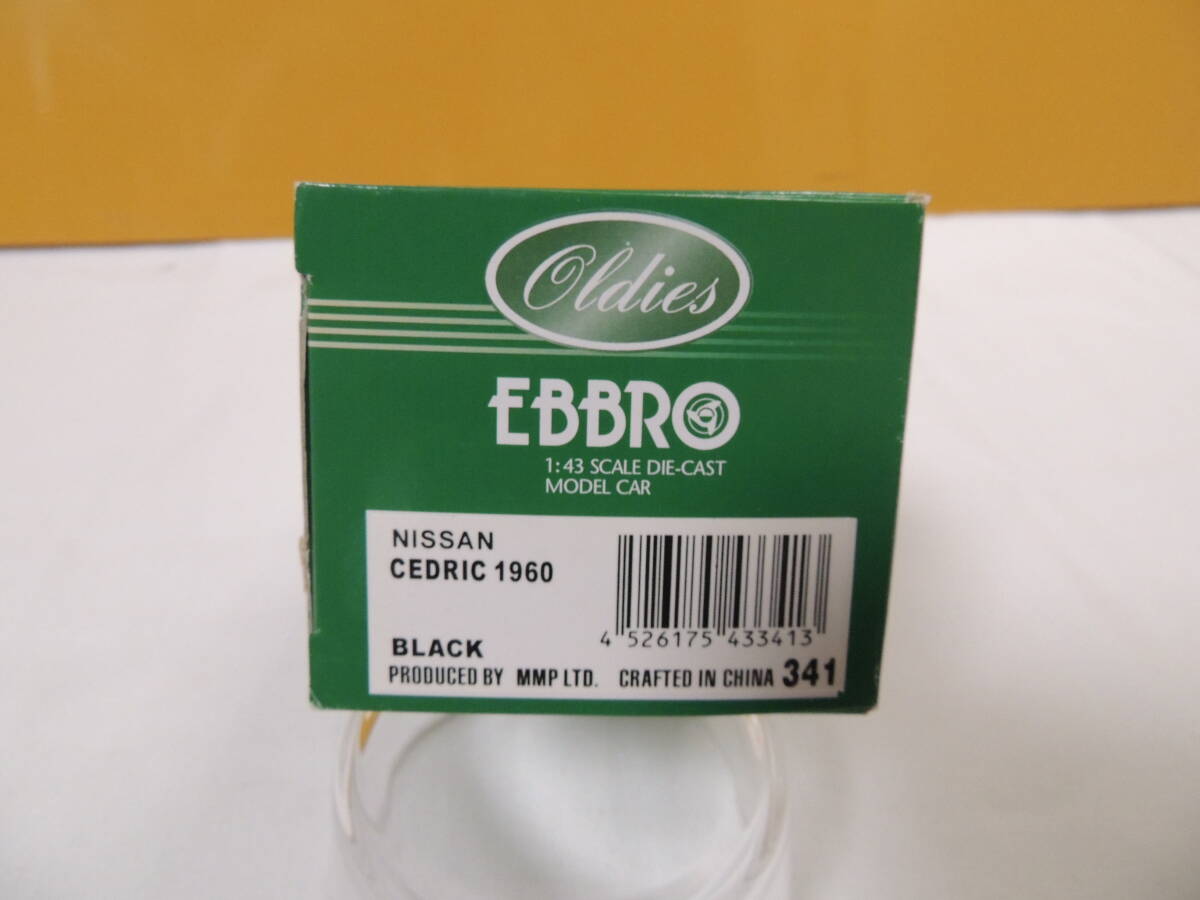 Oldies
EBBRO
1:43 SCALE DIE-CAST
MODEL CAR
NISSAN
CEDRIC 1960
4 526175 433413
BLACK
PRODUCED BY MMP LTD. CRAFTED IN CHINA 341